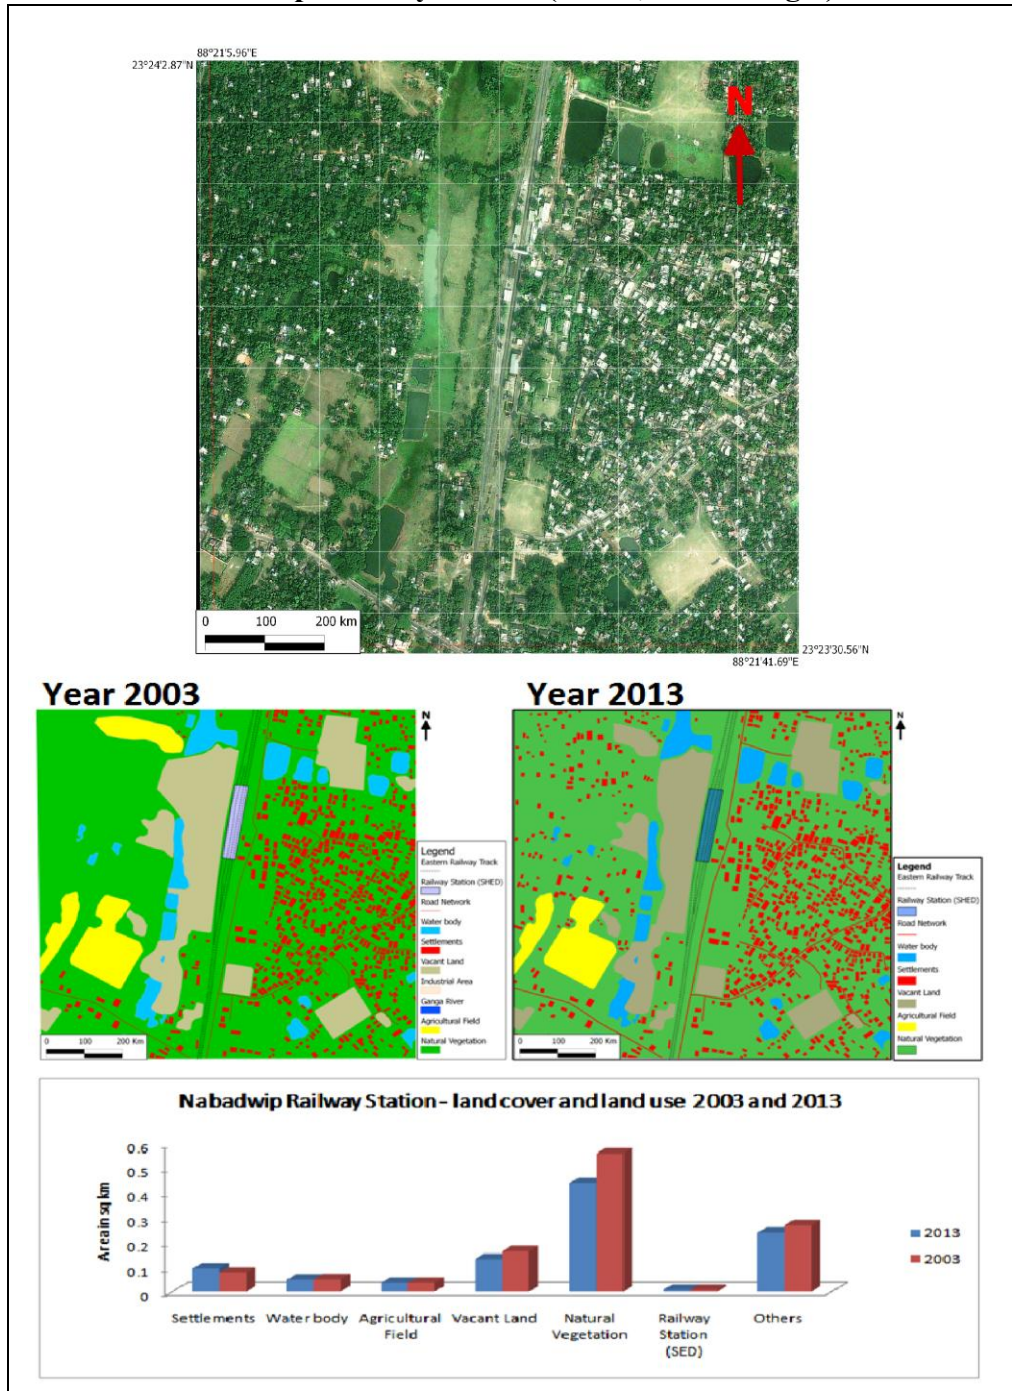 88°21'5.96"E
23°24'2.87"N
N
0 100 200 km
23°23'30.56"N
88°21'41.69"E
Year 2003
N
Legend
Eastern Railway Track
Railway Station (SHED)
Road Network
Water body
Settlements
Vacant Land
Industrial Area
Ganga River
Agricultural Field
Natural Vegetation
0 100 200 Km
Year 2013
N
Legend
Eastern Railway Track
Railway Station (SHED)
Road Network
Water body
Settlements
Vacant Land
Agricultural Field
Natural Vegetation
0 100 200 Km
Nabadwip Railway Station - land cover and land use 2003 and 2013
Area in sq km
0.6
0.5
0.4
0.3
0.2
0.1
0
Settlements Water body Agricultural Vacant Land Natural Railway Others
Field Vegetation Station
(SED)
2013
2003